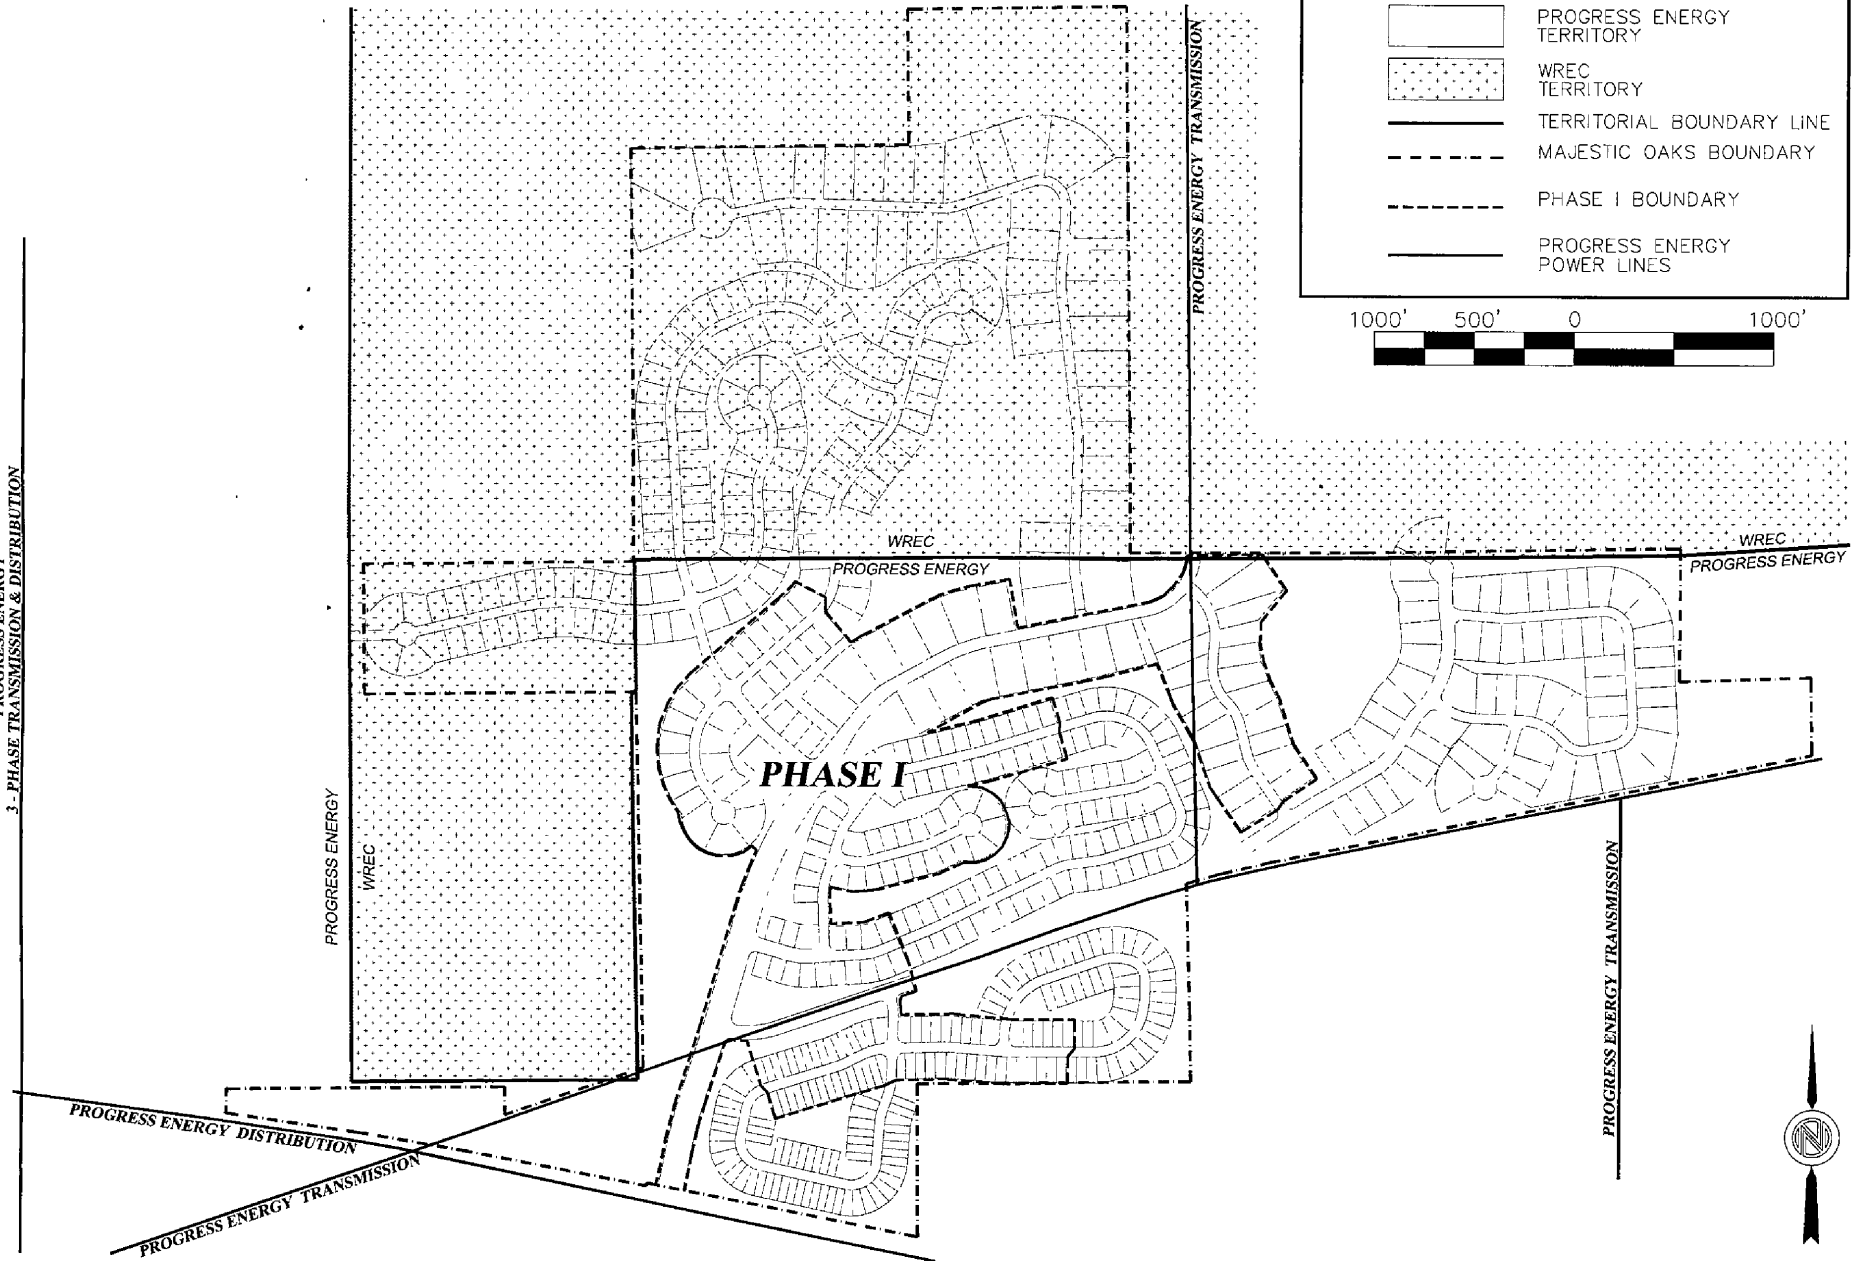 PROGRESS ENERGY
TERRITORY
WREC
TERRITORY
TERRITORIAL BOUNDARY LINE
MAJESTIC OAKS BOUNDARY
PHASE I BOUNDARY
PROGRESS ENERGY
POWER LINES
1000' 500' 0 1000'
PROGRESS ENERGY TRANSMISSION
PROGRESS ENERGY
3 - PHASE TRANSMISSION & DISTRIBUTION
WREC
PROGRESS ENERGY
WREC
PROGRESS ENERGY
PHASE I
PROGRESS ENERGY
WREC
PROGRESS ENERGY TRANSMISSION
PROGRESS ENERGY DISTRIBUTION
PROGRESS ENERGY TRANSMISSION
N